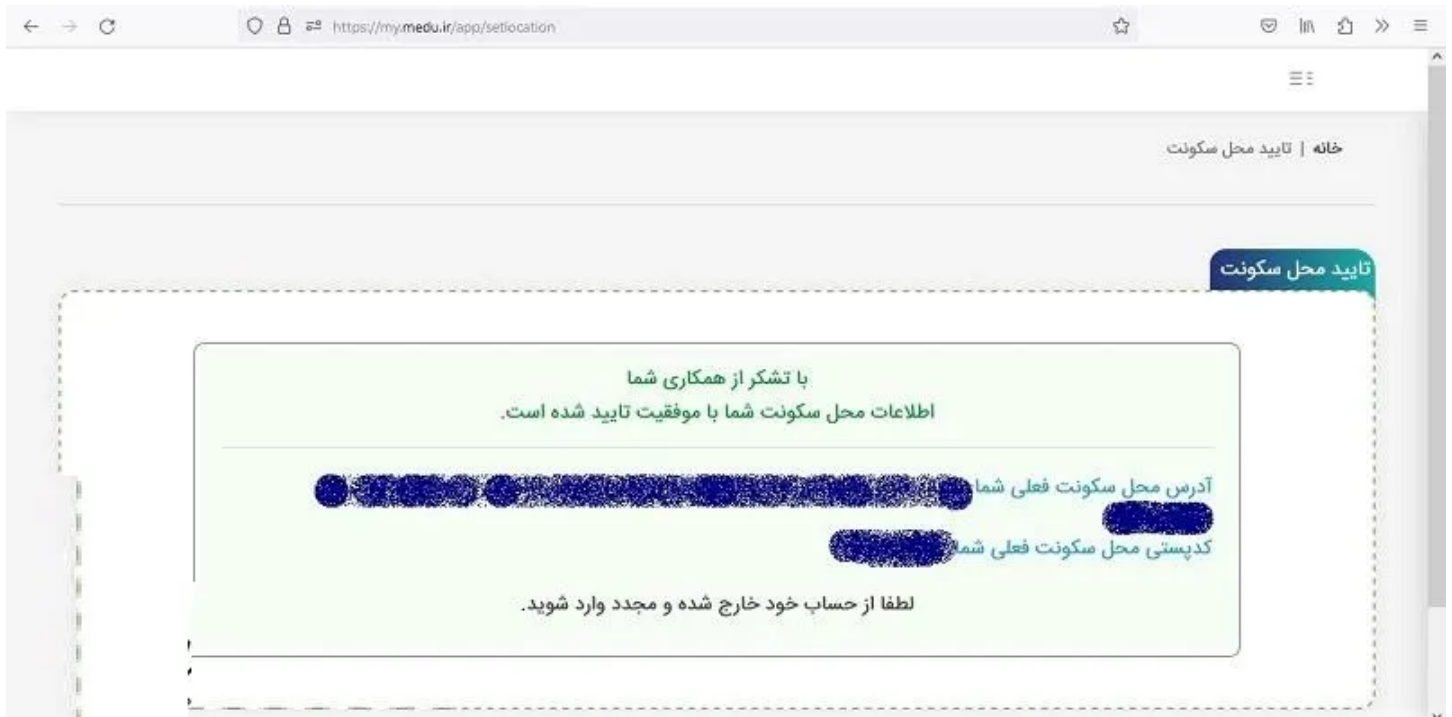 https://my.medu.ir/app/setlocation
خانه | تایید محل سکونت
تایید محل سکونت
با تشکر از همکاری شما
اطلاعات محل سکونت شما با موفقیت تایید شده است.
آدرس محل سکونت فعلی شما
کدپستی محل سکونت فعلی شما
لطفا از حساب خود خارج شده و مجدد وارد شوید.